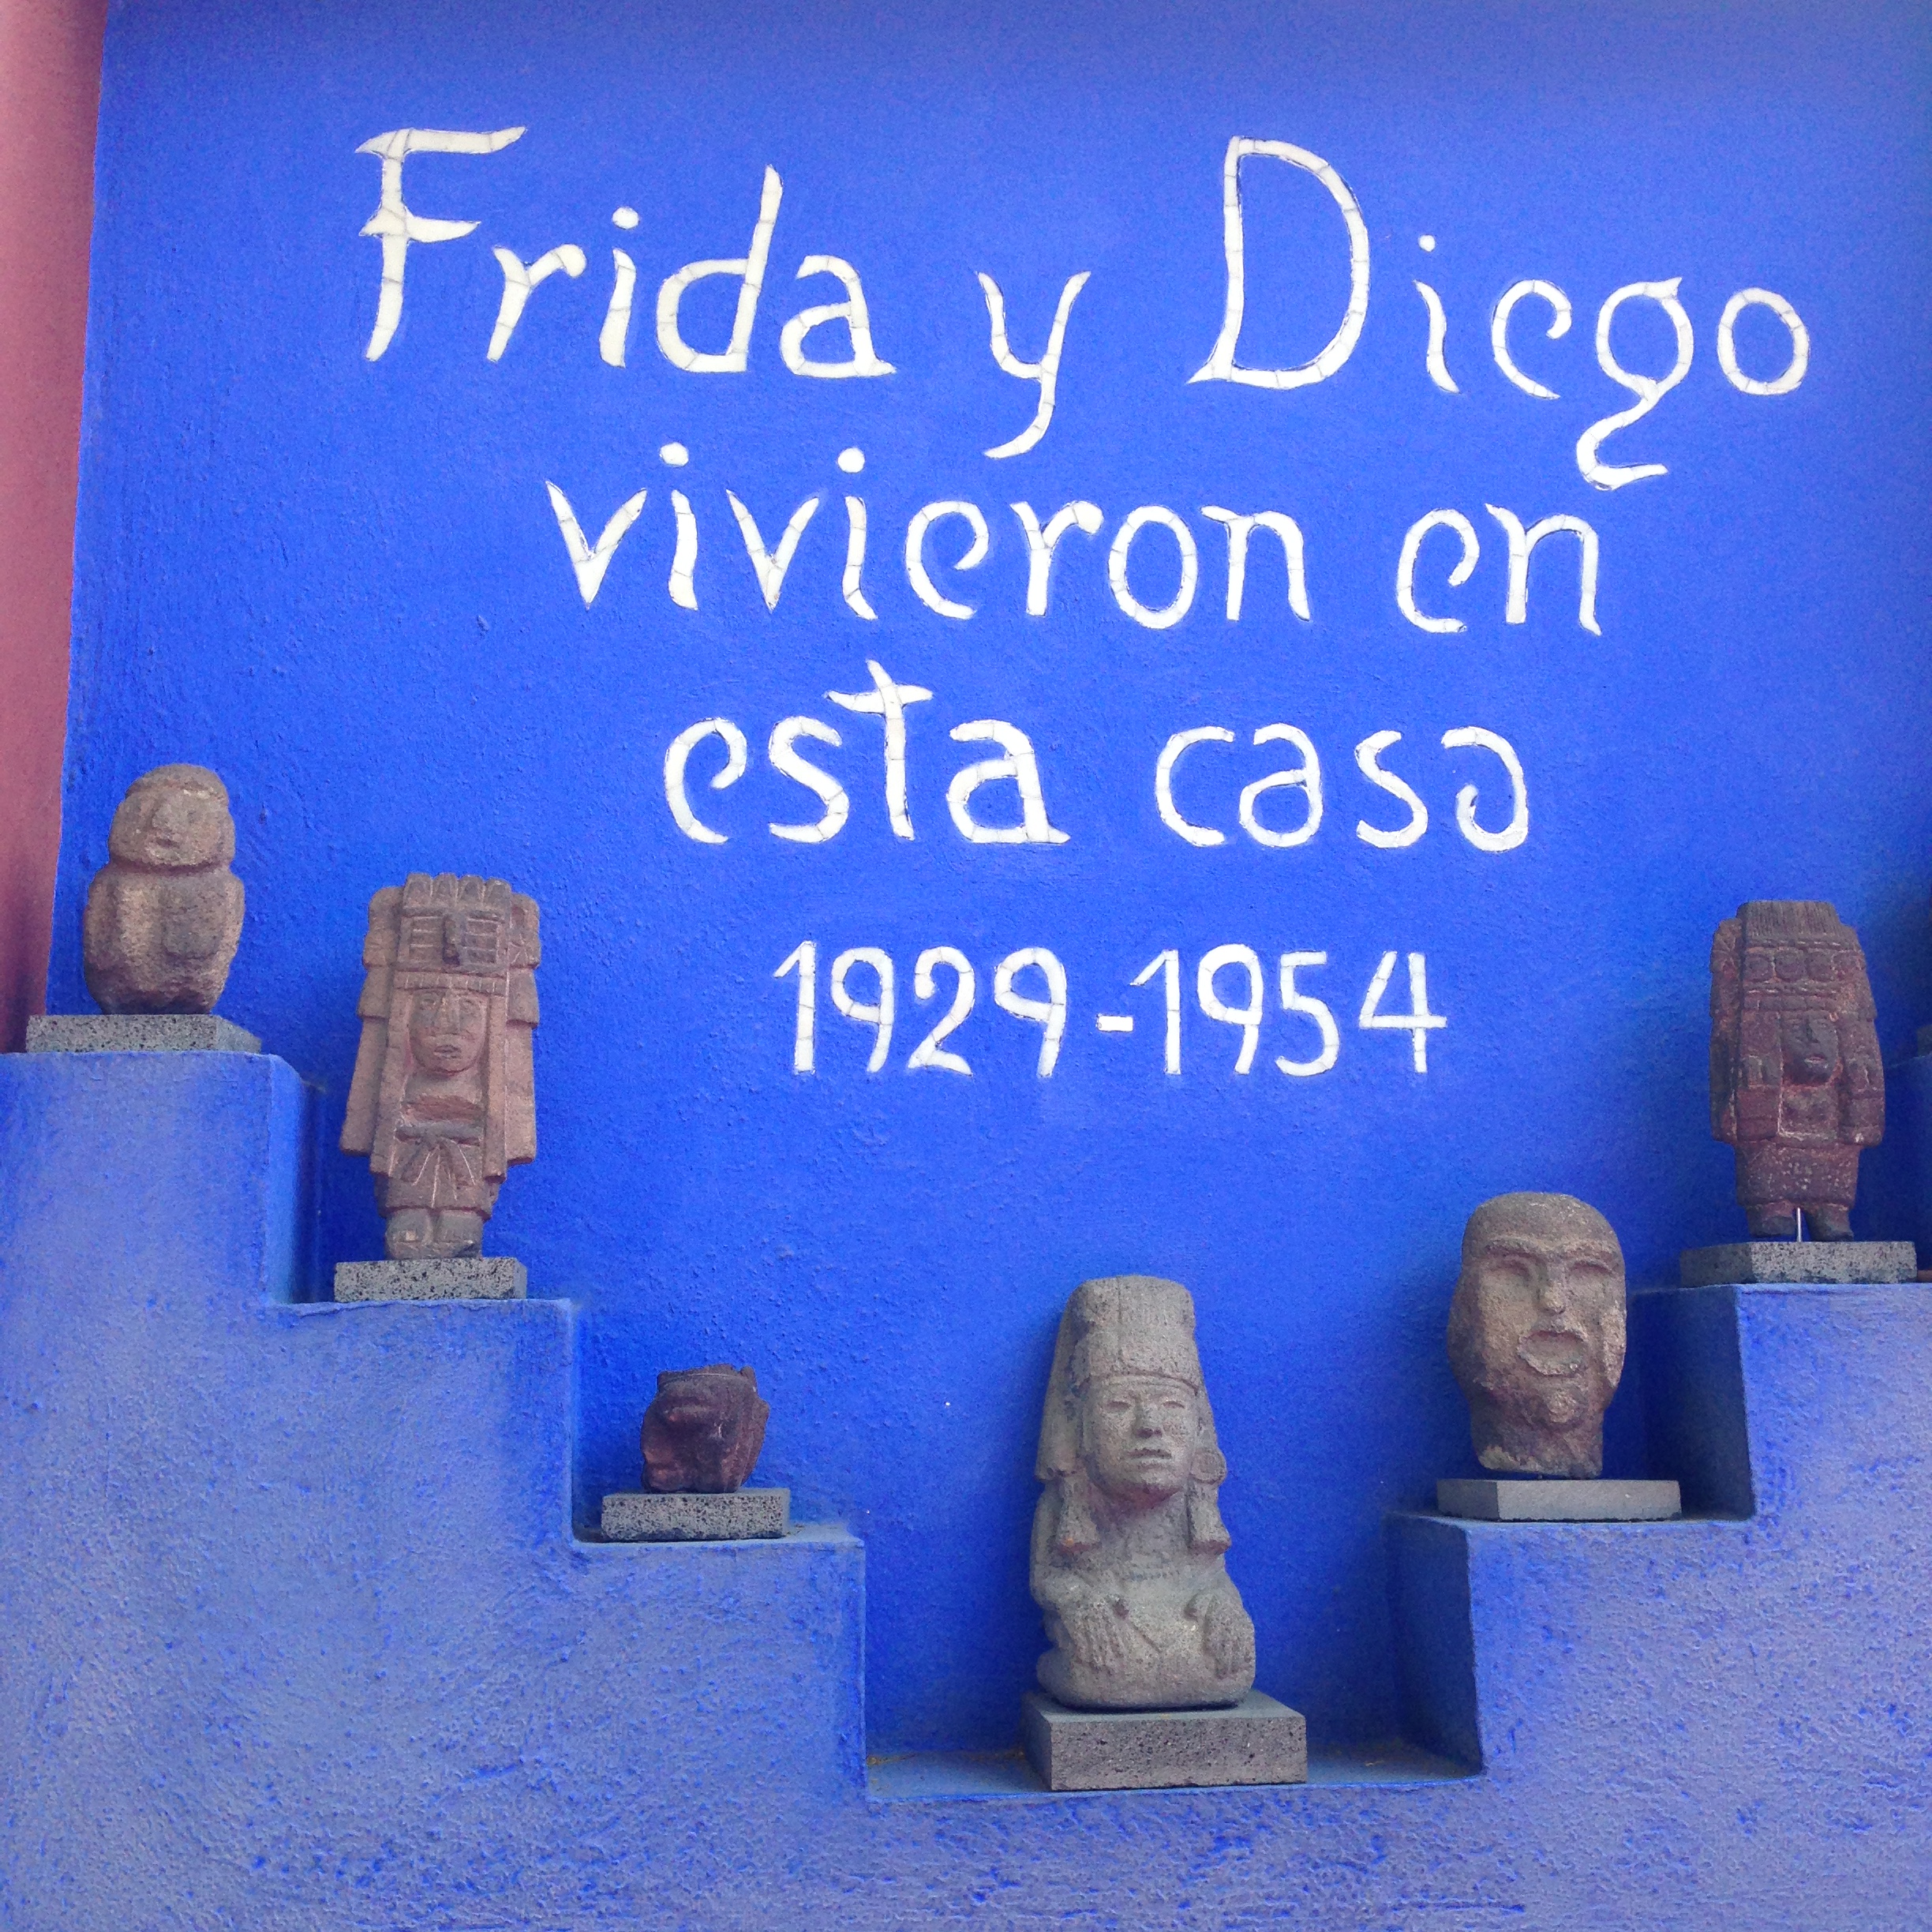 Frida y Diego
vivieron en
esta casa
1929-1954